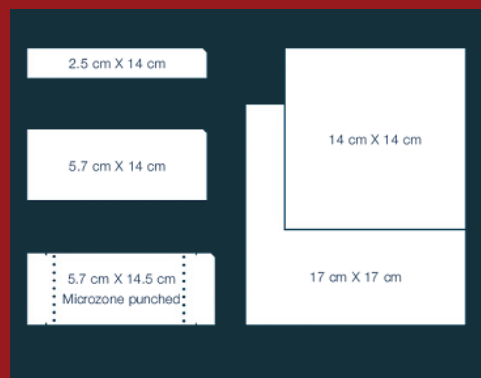 2.5 cm X 14 cm
5.7 cm X 14 cm
5.7 cm X 14.5 cm
Microzone punched
14 cm X 14 cm
17 cm X 17 cm